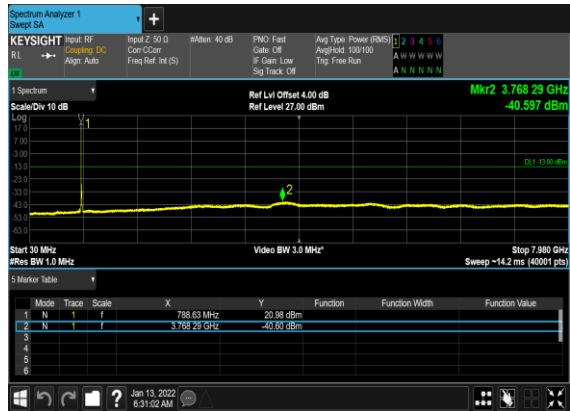 Spectrum Analyzer 1
Swept SA
+
KEYSIGHT Input: RF Input Z: 50 Ω #Atten: 40 dB PNO: Fast Avg Type: Power (RMS) 1 2 3 4 5 6
RL Coupling: DC Corr CCorr Gate: Off Avg|Hold: 100/100 A W W W W W
Align: Auto Freq Ref: Int (S) IF Gain: Low Trig: Free Run
LU Sig Track: Off A N N N N N
1 Spectrum Ref Lvl Offset 4.00 dB Mkr2 3.768 29 GHz
Scale/Div 10 dB Ref Level 27.00 dBm -40.597 dBm
Log
17.0
7.00
-3.00
-13.0
-23.0
-33.0
-43.0
-53.0
-63.0
1
DL1 -13.00 dBm
2
Start 30 MHz Video BW 3.0 MHz* Stop 7.980 GHz
#Res BW 1.0 MHz Sweep ~14.2 ms (40001 pts)
5 Marker Table
Mode Trace Scale X Y Function Function Width Function Value
1 N 1 f 788.63 MHz 20.98 dBm
2 N 1 f 3.768 29 GHz -40.60 dBm
3
4
5
6
? Jan 13, 2022
6:31:02 AM